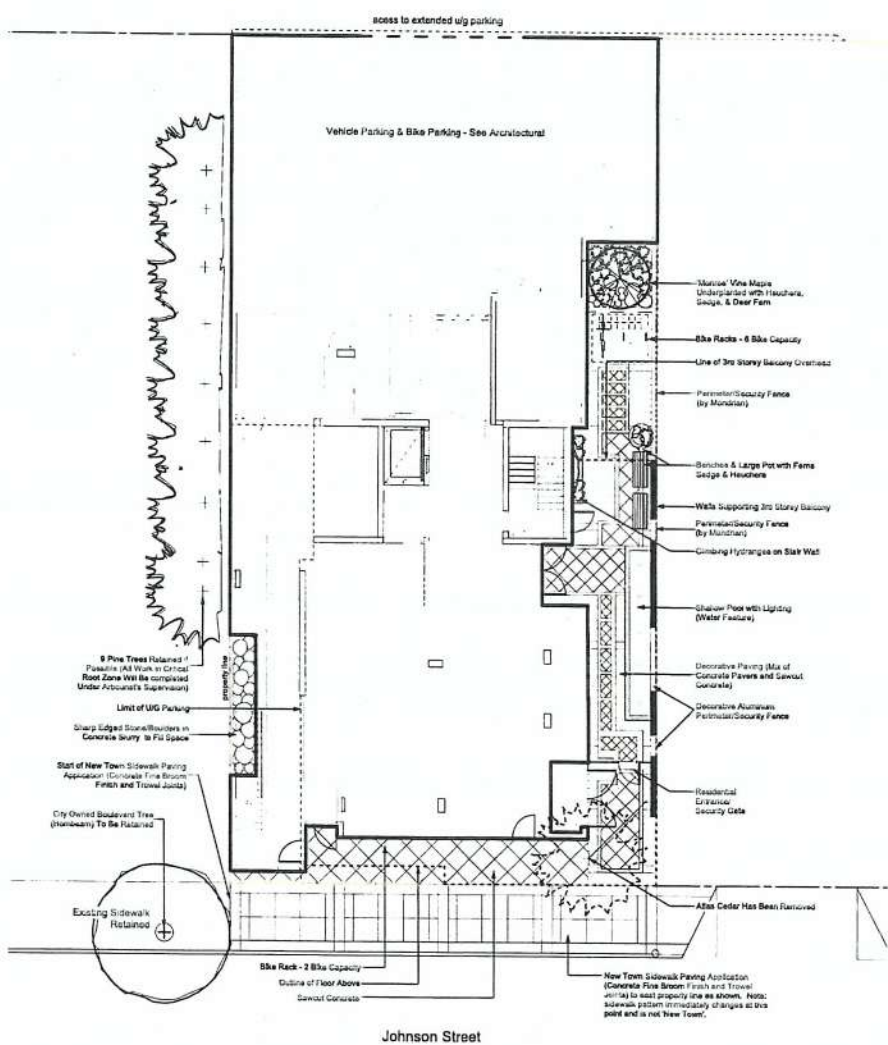 acess to extended u/g parking
Vehicle Parking & Bike Parking - See Architectural
'Monroe' Vine Maple
Underplanted with Heuchera,
Sedge, & Deer Fern
Bike Racks - 6 Bike Capacity
Line of 3rd Storey Balcony Overhead
Perimeter/Security Fence
(by Mondrian)
Benches & Large Pot with Ferns
Sedge & Heuchera
Walls Supporting 3rd Storey Balcony
Perimeter/Security Fence
(by Mondrian)
Climbing Hydrangea on Stair Wall
Shallow Pool with Lighting
(Water Feature)
Decorative Paving (Mix of
Concrete Pavers and Sawcut
Concrete)
Decorative Aluminum
Perimeter/Security Fence
Residential
Entrance/
Security Gate
Atlas Cedar Has Been Removed
9 Pine Trees Retained if
Possible (All Work in Critical
Root Zone Will be completed
Under Arbourist's Supervision)
property line
Limit of U/G Parking
Sharp Edged Stone/Boulders in
Concrete Slurry to Fill Space
Start of New Town Sidewalk Paving
Application (Concrete Fine Broom
Finish and Trowel Joints)
City Owned Boulevard Tree
(Hornbeam) To Be Retained
Existing Sidewalk
Retained
Bike Rack - 2 Bike Capacity
Outline of Floor Above
Sawcut Concrete
New Town Sidewalk Paving Application
(Concrete Fine Broom Finish and Trowel
Joints) to east property line as shown. Note:
sidewalk pattern immediately changes at this
point and is not 'New Town'.
Johnson Street